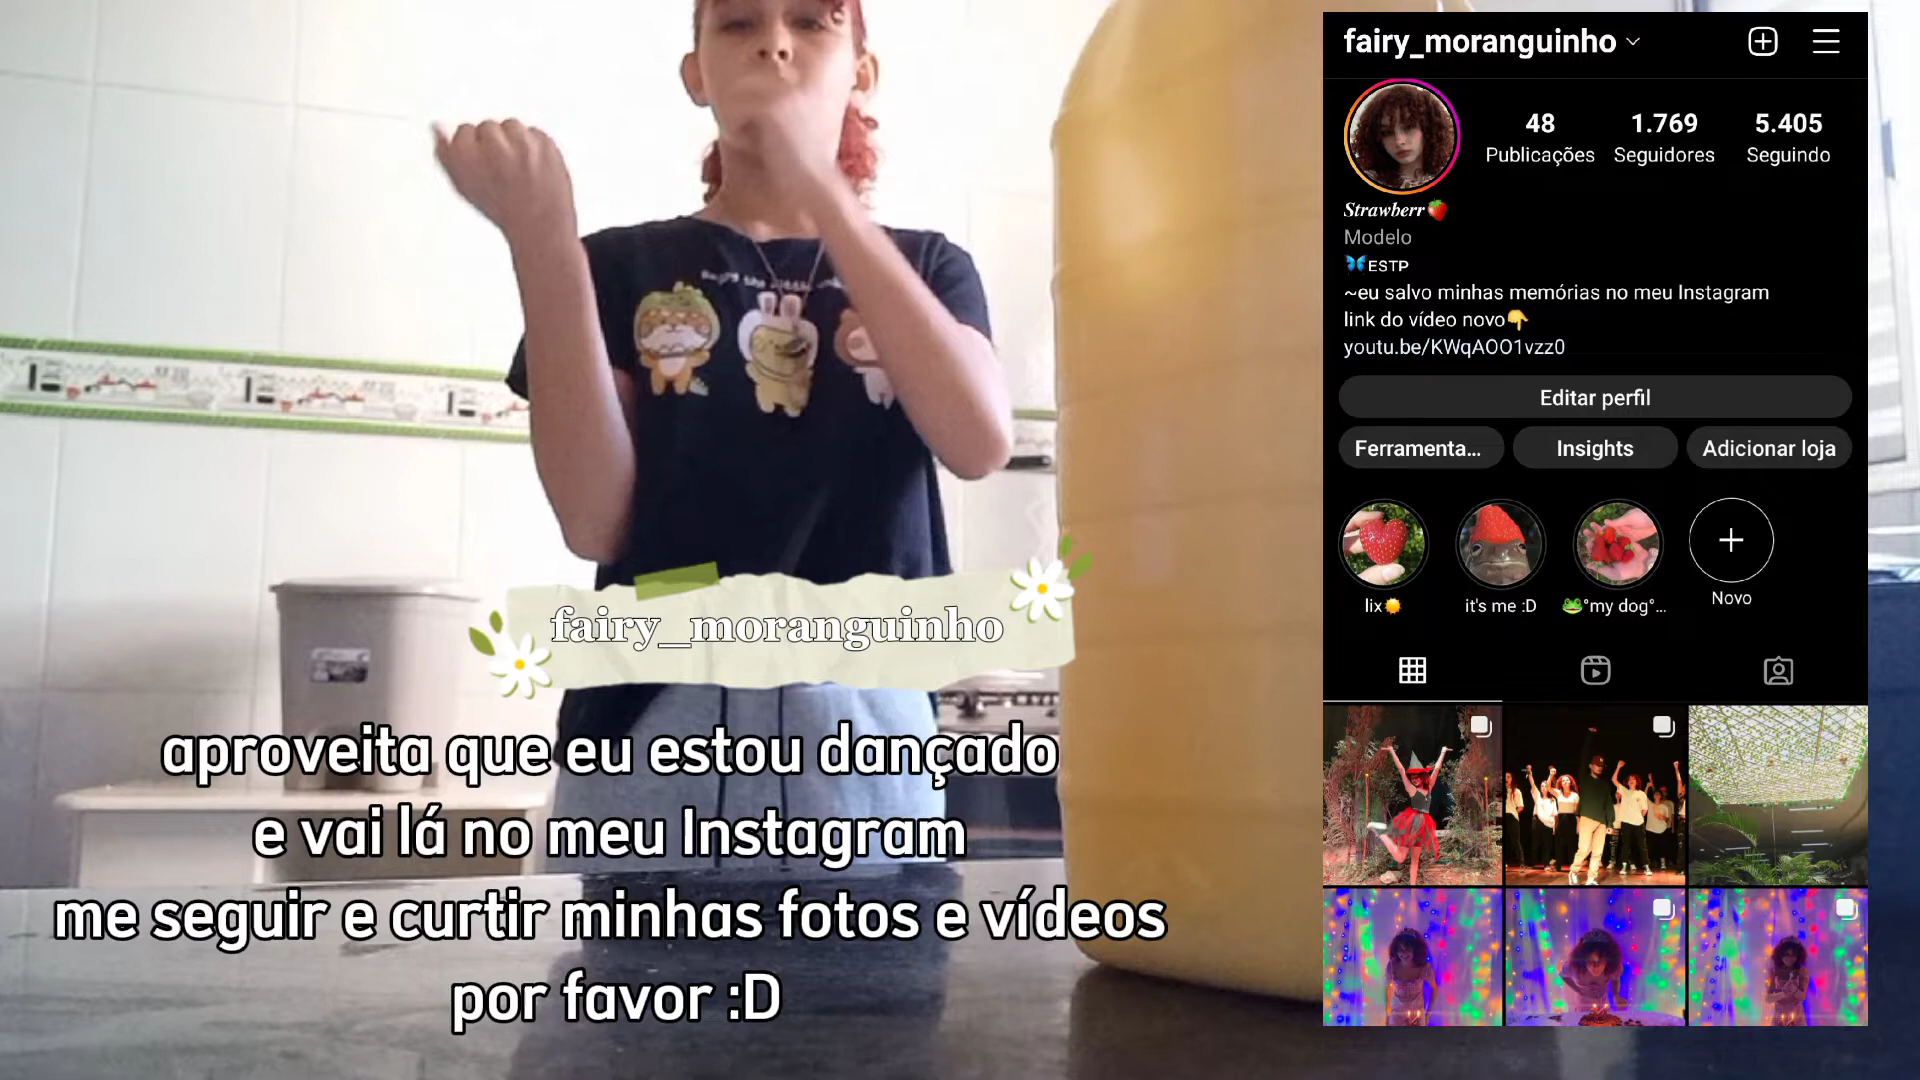 fairy_moranguinho
aproveita que eu estou dançado
e vai lá no meu Instagram
me seguir e curtir minhas fotos e vídeos
por favor :D
fairy_moranguinho
48
Publicações
1.769
Seguidores
5.405
Seguindo
Strawberr🍓
Modelo
🦋ESTP
~eu salvo minhas memórias no meu Instagram
link do vídeo novo👇
youtu.be/KWqAOO1vzz0
Editar perfil
Ferramenta...
Insights
Adicionar loja
lix☀️
it's me :D
🐸°my dog°...
Novo